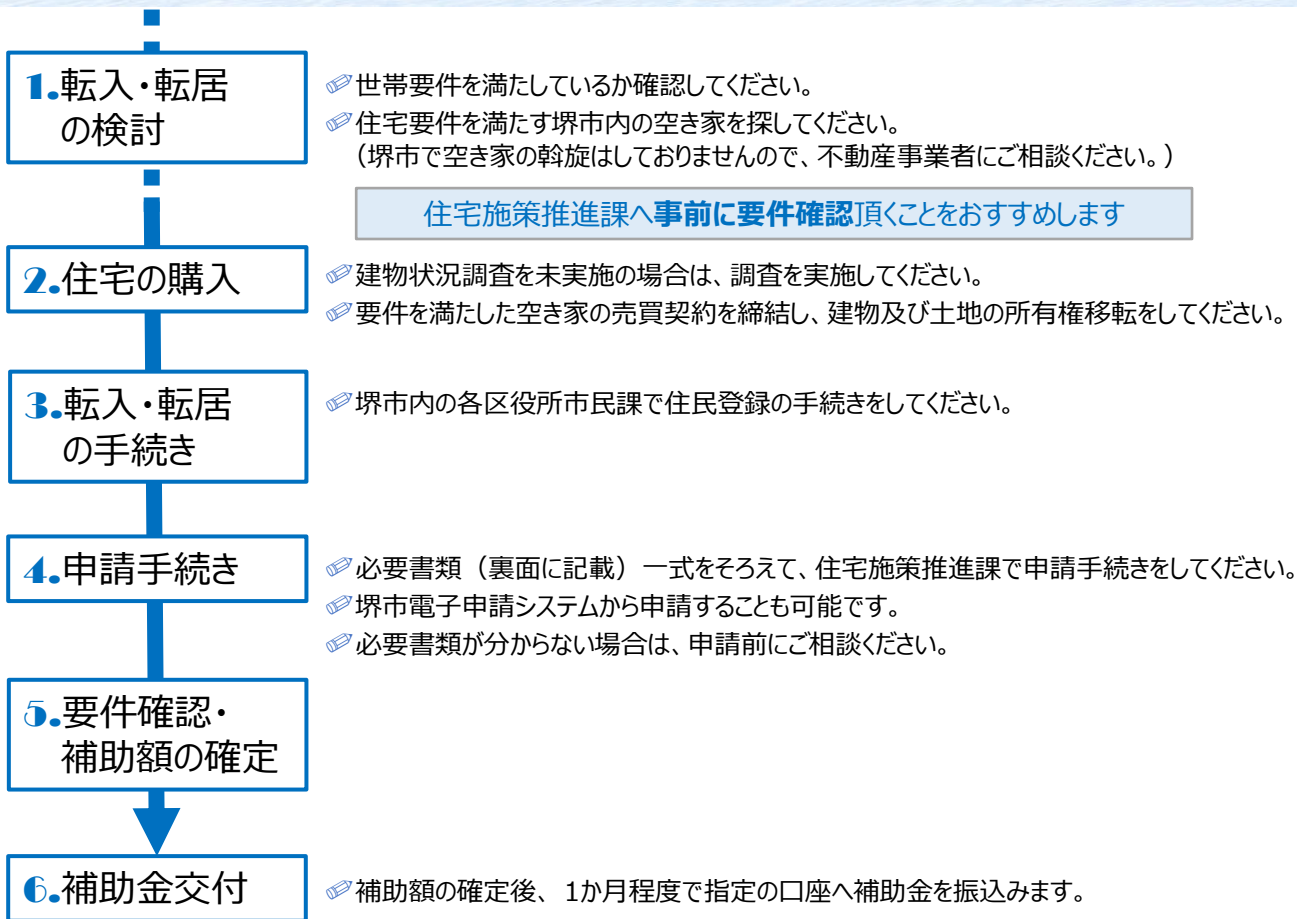 1.転入・転居
の検討
世帯要件を満たしているか確認してください。
住宅要件を満たす堺市内の空き家を探してください。
（堺市で空き家の斡旋はしておりませんので、不動産事業者にご相談ください。）
住宅施策推進課へ事前に要件確認頂くことをおすすめします
2.住宅の購入
建物状況調査を未実施の場合は、調査を実施してください。
要件を満たした空き家の売買契約を締結し、建物及び土地の所有権移転をしてください。
3.転入・転居
の手続き
堺市内の各区役所市民課で住民登録の手続きをしてください。
4.申請手続き
必要書類（裏面に記載）一式をそろえて、住宅施策推進課で申請手続きをしてください。
堺市電子申請システムから申請することも可能です。
必要書類が分からない場合は、申請前にご相談ください。
5.要件確認・
補助額の確定
6.補助金交付
補助額の確定後、1か月程度で指定の口座へ補助金を振込みます。